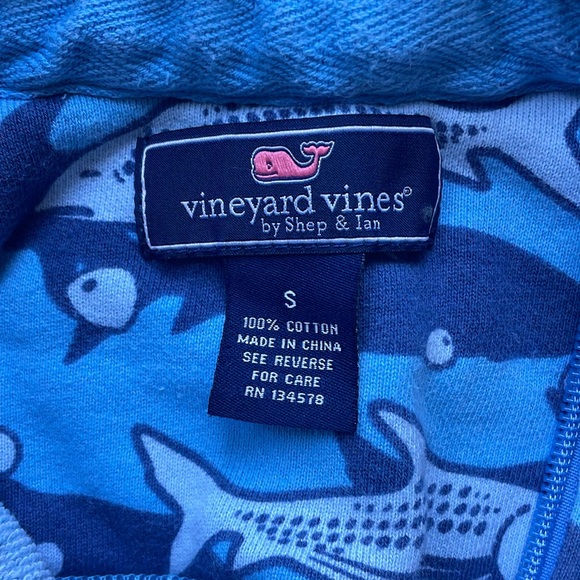 vineyard vines®
by Shep & Ian
S
100% COTTON
MADE IN CHINA
SEE REVERSE
FOR CARE
RN 134578